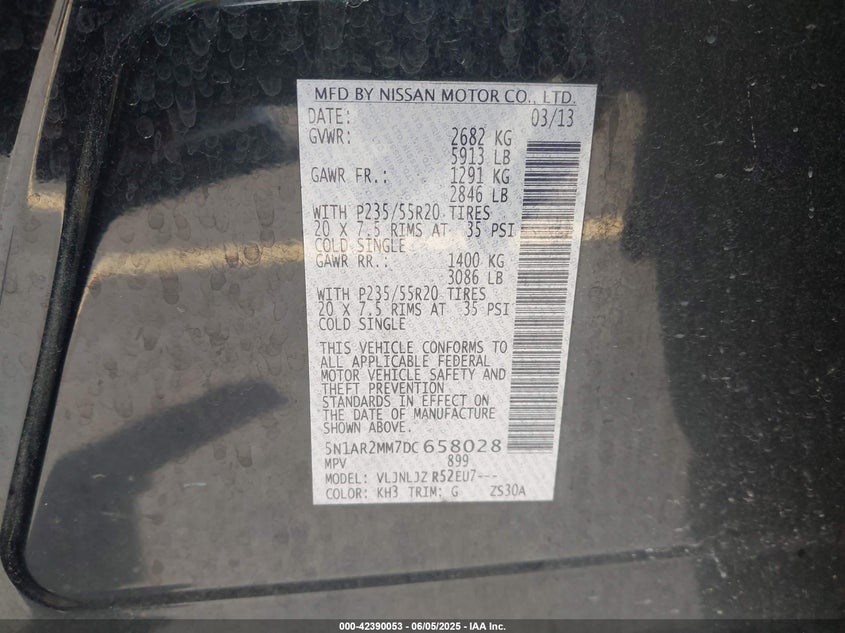 MFD BY NISSAN MOTOR CO., LTD.
DATE: 03/13
GVWR: 2682 KG
5913 LB
GAWR FR.: 1291 KG
2846 LB
WITH P235/55R20 TIRES
20 X 7.5 RIMS AT 35 PSI
COLD SINGLE
GAWR RR.: 1400 KG
3086 LB
WITH P235/55R20 TIRES
20 X 7.5 RIMS AT 35 PSI
COLD SINGLE
THIS VEHICLE CONFORMS TO
ALL APPLICABLE FEDERAL
MOTOR VEHICLE SAFETY AND
THEFT PREVENTION
STANDARDS IN EFFECT ON
THE DATE OF MANUFACTURE
SHOWN ABOVE.
5N1AR2MM7DC658028
MPV 899
MODEL: VLJNLJZ R52EU7---
COLOR: KH3 TRIM: G ZS30A
000-42390053 - 06/05/2025 - IAA Inc.